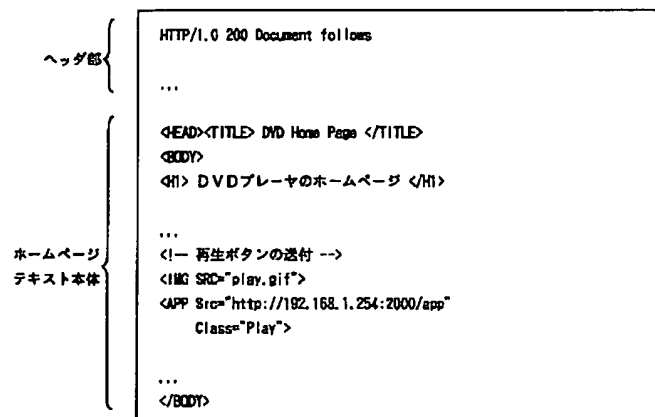 ヘッダ部
HTTP/1.0 200 Document follows
...
ホームページ
テキスト本体
<HEAD><TITLE> DVD Home Page </TITLE>
<BODY>
<H1> DVDプレーヤのホームページ </H1>
...
<!-- 再生ボタンの送付 -->
<IMG SRC="play.gif">
<APP Src="http://192.168.1.254:2000/app"
Class="Play">
...
</BODY>